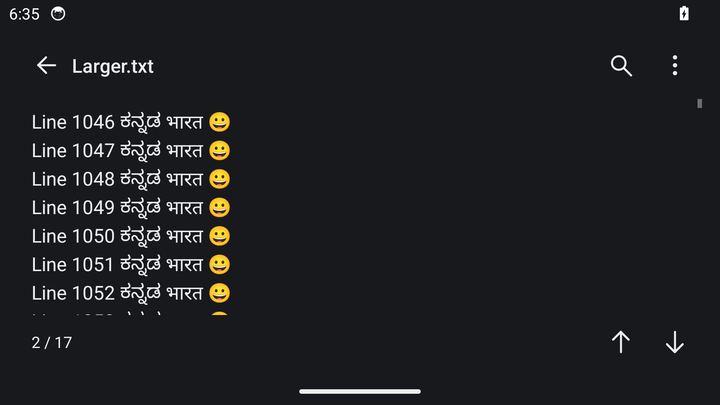 6:35
Larger.txt
Line 1046 ಕನ್ನಡ भारत 😀
Line 1047 ಕನ್ನಡ भारत 😀
Line 1048 ಕನ್ನಡ भारत 😀
Line 1049 ಕನ್ನಡ भारत 😀
Line 1050 ಕನ್ನಡ भारत 😀
Line 1051 ಕನ್ನಡ भारत 😀
Line 1052 ಕನ್ನಡ भारत 😀
2 / 17